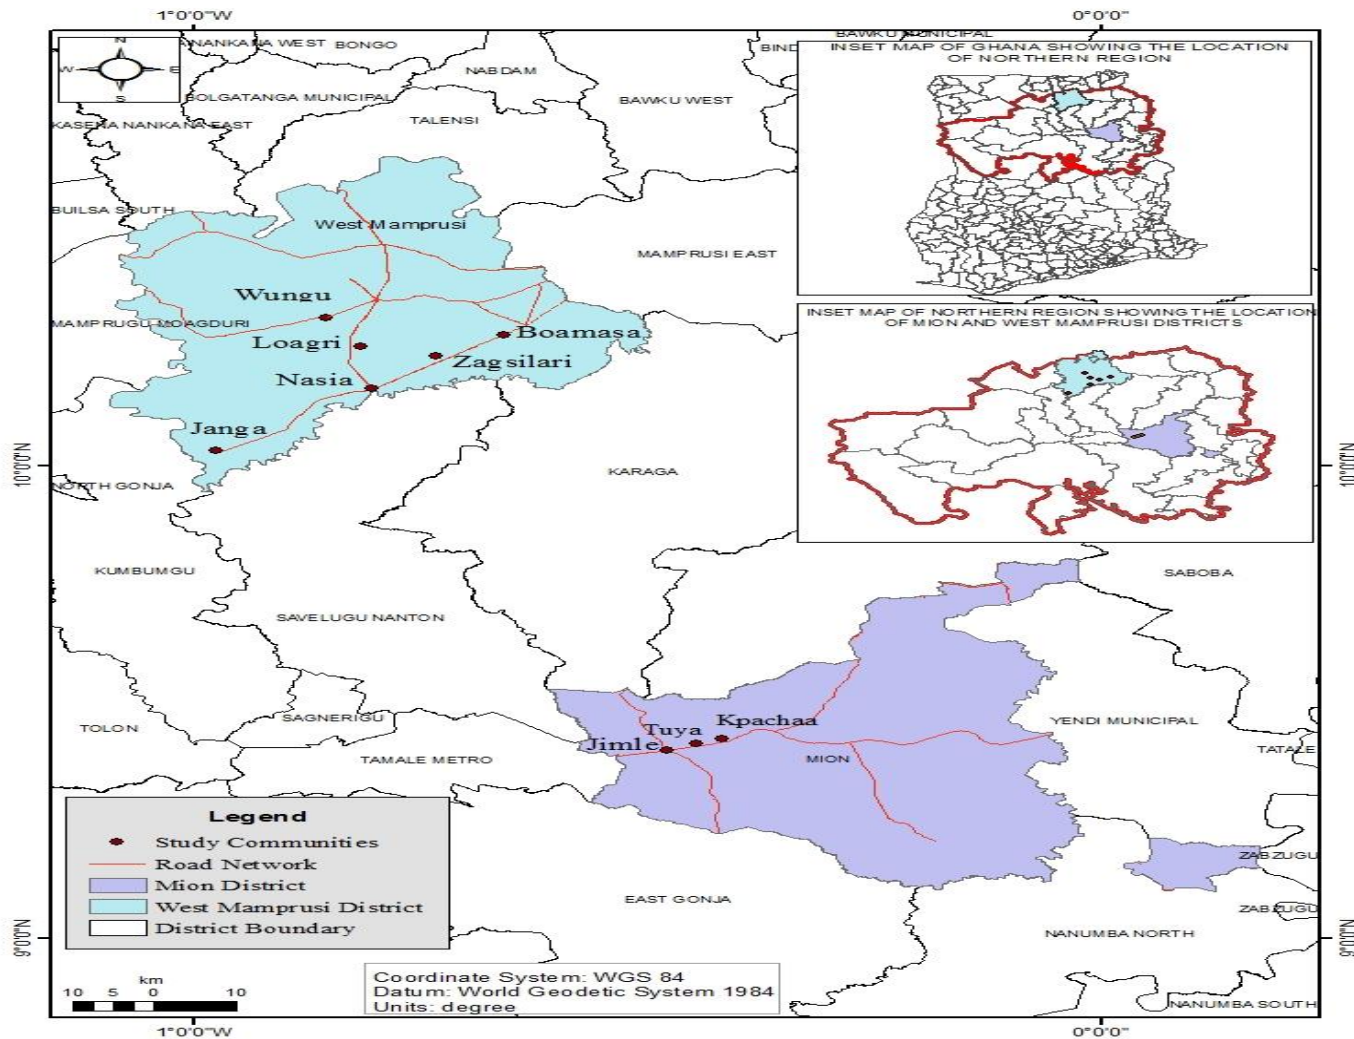 1°0'0"W
0°0'0"
N
W
E
S
NANKANA WEST
BONGO
NABDAM
BOLGATANGA MUNICIPAL
KASENA NANKANA EAST
TALENSI
BAWKU WEST
BIND
BAWKU MUNICIPAL
INSET MAP OF GHANA SHOWING THE LOCATION
OF NORTHERN REGION
BUILSA SOUTH
West Mamprusi
MAMPRUSI EAST
Wungu
MAMPRUGU MOAGDURI
Loagri
Boamasa
Zagsilari
Nasia
Janga
INSET MAP OF NORTHERN REGION SHOWING THE LOCATION
OF MION AND WEST MAMPRUSI DISTRICTS
10°0'0"N
10°0'0"N
NORTH GONJA
KARAGA
KUMBUMGU
SAVELUGU NANTON
SABOBA
TOLON
SAGNERIGU
TAMALE METRO
Jimle
Tuya
Kpachaa
MION
YENDI MUNICIPAL
TATALE
Legend
Study Communities
Road Network
Mion District
West Mamprusi District
District Boundary
EAST GONJA
ZABZUGU
ZABZUGU
NANUMBA NORTH
NANUMBA SOUTH
9°0'0"N
9°0'0"N
km
10 5 0 10
Coordinate System: WGS 84
Datum: World Geodetic System 1984
Units: degree
1°0'0"W
0°0'0"